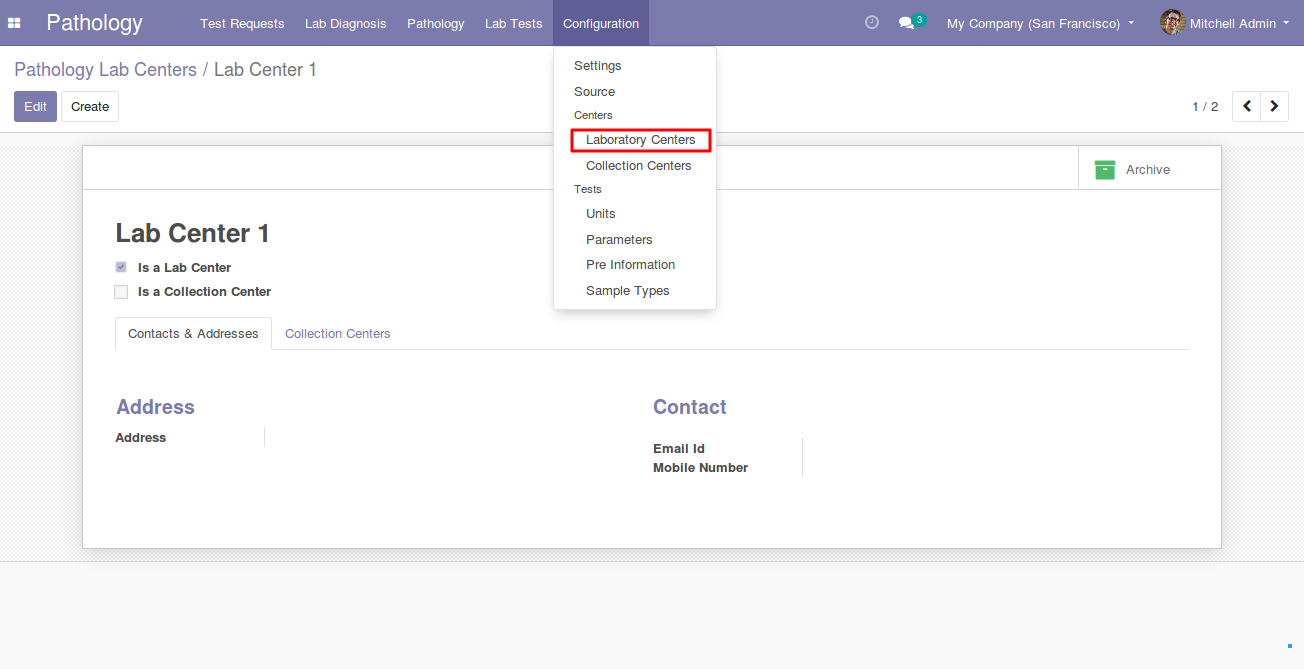 Pathology Test Requests Lab Diagnosis Pathology Lab Tests Configuration 3 My Company (San Francisco) Mitchell Admin
Pathology Lab Centers / Lab Center 1
Edit Create
1 / 2
Settings
Source
Centers
Laboratory Centers
Collection Centers
Tests
Units
Parameters
Pre Information
Sample Types
Archive
Lab Center 1
Is a Lab Center
Is a Collection Center
Contacts & Addresses Collection Centers
Address
Address
Contact
Email Id
Mobile Number